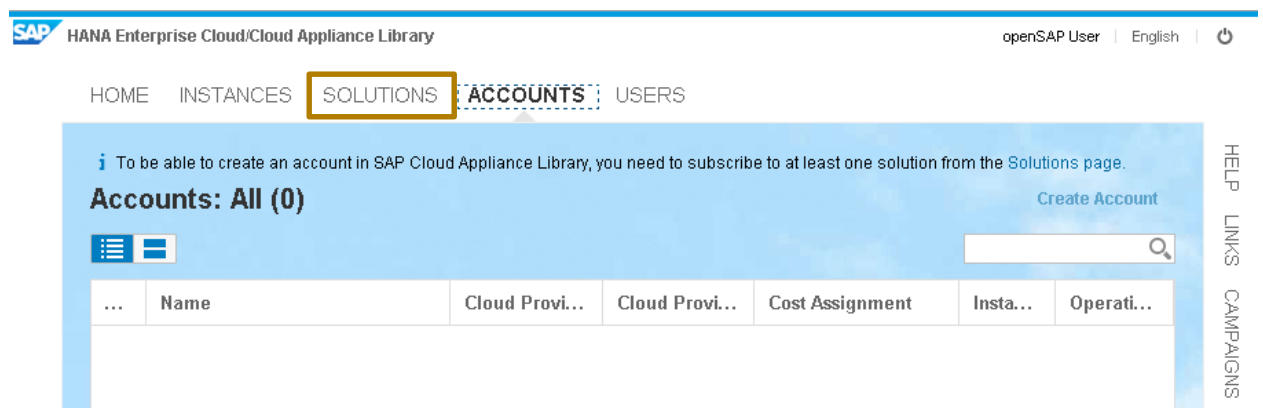 SAP HANA Enterprise Cloud/Cloud Appliance Library openSAP User English
HOME INSTANCES SOLUTIONS ACCOUNTS USERS
i To be able to create an account in SAP Cloud Appliance Library, you need to subscribe to at least one solution from the Solutions page.
Accounts: All (0)
Create Account
... Name Cloud Provi... Cloud Provi... Cost Assignment Insta... Operati...
HELP
LINKS
CAMPAIGNS